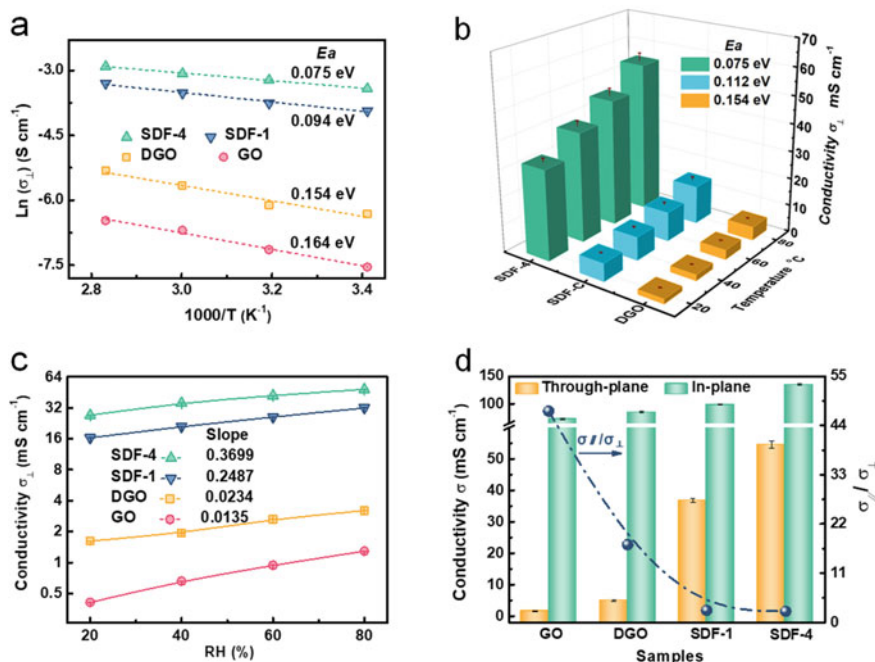 a
Ln (σ⊥) (S cm⁻¹)
-3.0
-4.5
-6.0
-7.5
Ea
0.075 eV
0.094 eV
SDF-4 SDF-1
DGO GO
0.154 eV
0.164 eV
2.8 3.0 3.2 3.4
1000/T (K⁻¹)
b
Ea
0.075 eV
0.112 eV
0.154 eV
70
60
50
40
30
20
10
0
Conductivity σ⊥ mS cm⁻¹
SDF-4
SDF-C
DGO
20
40
60
80
Temperature °C
c
Conductivity σ⊥ (mS cm⁻¹)
64
32
16
8
4
2
1
0.5
Slope
SDF-4 0.3699
SDF-1 0.2487
DGO 0.0234
GO 0.0135
20 40 60 80
RH (%)
d
Conductivity σ (mS cm⁻¹)
150
100
50
40
30
20
10
0
Through-plane In-plane
σ∥/σ⊥
55
44
33
22
11
0
σ∥/ σ⊥
GO DGO SDF-1 SDF-4
Samples